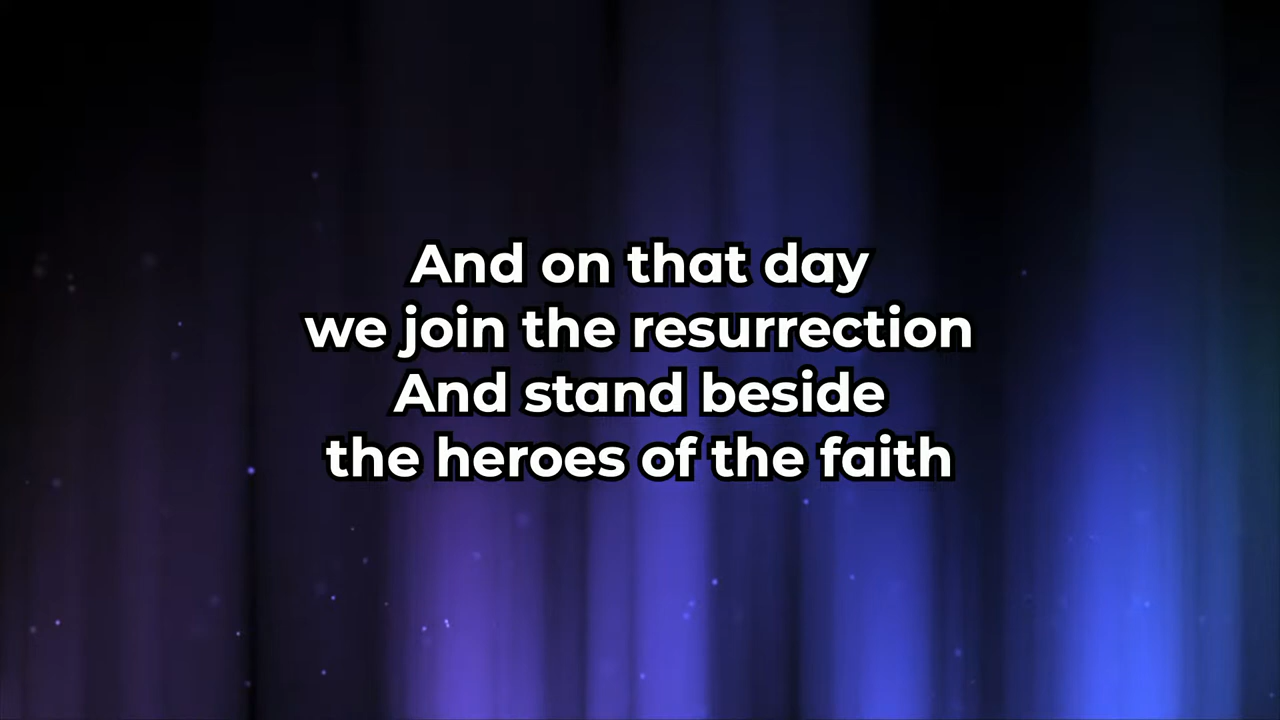 And on that day
we join the resurrection
And stand beside
the heroes of the faith